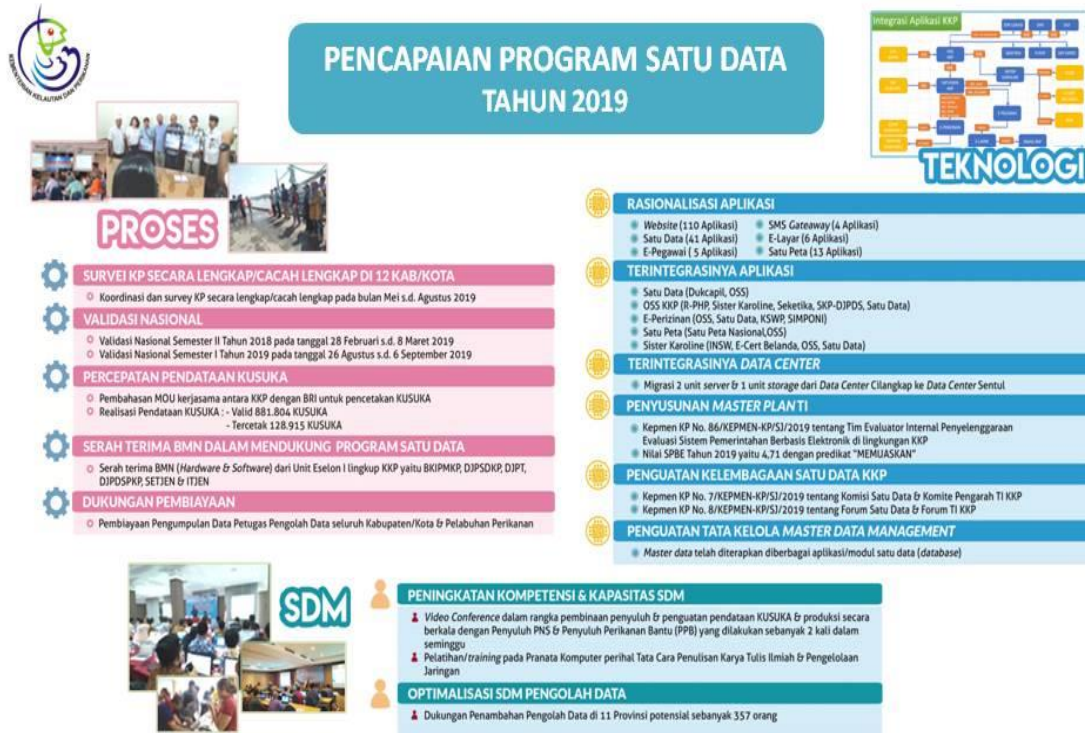 KEMENTERIAN KELAUTAN DAN PERIKANAN
PENCAPAIAN PROGRAM SATU DATA
TAHUN 2019
Integrasi Aplikasi KKP
PROSES
SURVEI KP SECARA LENGKAP/CACAH LENGKAP DI 12 KAB/KOTA
Koordinasi dan survey KP secara lengkap/cacah lengkap pada bulan Mei s.d. Agustus 2019
VALIDASI NASIONAL
Validasi Nasional Semester II Tahun 2018 pada tanggal 28 Februari s.d. 8 Maret 2019
Validasi Nasional Semester I Tahun 2019 pada tanggal 26 Agustus s.d. 6 September 2019
PERCEPATAN PENDATAAN KUSUKA
Pembahasan MOU kerjasama antara KKP dengan BRI untuk pencetakan KUSUKA
Realisasi Pendataan KUSUKA : - Valid 881.804 KUSUKA
- Tercetak 128.915 KUSUKA
SERAH TERIMA BMN DALAM MENDUKUNG PROGRAM SATU DATA
Serah terima BMN (Hardware & Software) dari Unit Eselon I lingkup KKP yaitu BKIPMKP, DJPSDKP, DJPT,
DJPDSPKP, SETJEN & ITJEN
DUKUNGAN PEMBIAYAAN
Pembiayaan Pengumpulan Data Petugas Pengolah Data seluruh Kabupaten/Kota & Pelabuhan Perikanan
TEKNOLOGI
RASIONALISASI APLIKASI
Website (110 Aplikasi)
Satu Data (41 Aplikasi)
E-Pegawai ( 5 Aplikasi)
SMS Gateaway (4 Aplikasi)
E-Layar (6 Aplikasi)
Satu Peta (13 Aplikasi)
TERINTEGRASINYA APLIKASI
Satu Data (Dukcapil, OSS)
OSS KKP (R-PHP, Sister Karoline, Seketika, SKP-DJPDS, Satu Data)
E-Perizinan (OSS, Satu Data, KSWP, SIMPONI)
Satu Peta (Satu Peta Nasional,OSS)
Sister Karoline (INSW, E-Cert Belanda, OSS, Satu Data)
TERINTEGRASINYA DATA CENTER
Migrasi 2 unit server & 1 unit storage dari Data Center Cilangkap ke Data Center Sentul
PENYUSUNAN MASTER PLAN TI
Kepmen KP No. 86/KEPMEN-KP/SJ/2019 tentang Tim Evaluator Internal Penyelenggaraan
Evaluasi Sistem Pemerintahan Berbasis Elektronik di lingkungan KKP
Nilai SPBE Tahun 2019 yaitu 4,71 dengan predikat "MEMUASKAN"
PENGUATAN KELEMBAGAAN SATU DATA KKP
Kepmen KP No. 7/KEPMEN-KP/SJ/2019 tentang Komisi Satu Data & Komite Pengarah TI KKP
Kepmen KP No. 8/KEPMEN-KP/SJ/2019 tentang Forum Satu Data & Forum TI KKP
PENGUATAN TATA KELOLA MASTER DATA MANAGEMENT
Master data telah diterapkan diberbagai aplikasi/modul satu data (database)
SDM
PENINGKATAN KOMPETENSI & KAPASITAS SDM
Video Conference dalam rangka pembinaan penyuluh & penguatan pendataan KUSUKA & produksi secara
berkala dengan Penyuluh PNS & Penyuluh Perikanan Bantu (PPB) yang dilakukan sebanyak 2 kali dalam
seminggu
Pelatihan/training pada Pranata Komputer perihal Tata Cara Penulisan Karya Tulis Ilmiah & Pengelolaan
Jaringan
OPTIMALISASI SDM PENGOLAH DATA
Dukungan Penambahan Pengolah Data di 11 Provinsi potensial sebanyak 357 orang